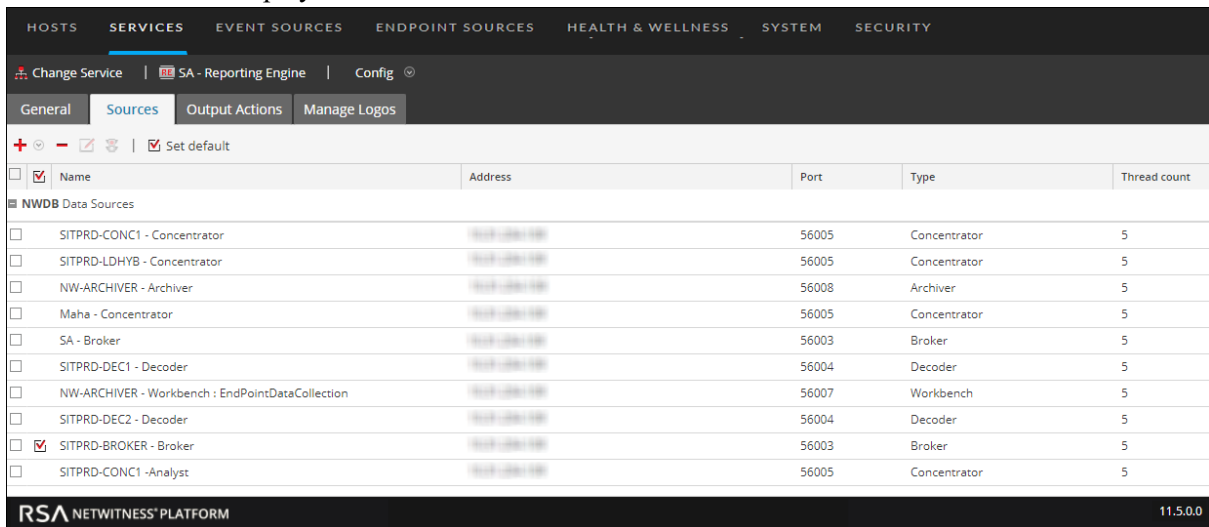 HOSTS SERVICES EVENT SOURCES ENDPOINT SOURCES HEALTH & WELLNESS SYSTEM SECURITY
Change Service | RE SA - Reporting Engine | Config
General Sources Output Actions Manage Logos
Set default
Name Address Port Type Thread count
NWDB Data Sources
SITPRD-CONC1 - Concentrator 56005 Concentrator 5
SITPRD-LDHYB - Concentrator 56005 Concentrator 5
NW-ARCHIVER - Archiver 56008 Archiver 5
Maha - Concentrator 56005 Concentrator 5
SA - Broker 56003 Broker 5
SITPRD-DEC1 - Decoder 56004 Decoder 5
NW-ARCHIVER - Workbench : EndPointDataCollection 56007 Workbench 5
SITPRD-DEC2 - Decoder 56004 Decoder 5
SITPRD-BROKER - Broker 56003 Broker 5
SITPRD-CONC1 -Analyst 56005 Concentrator 5
RSA NETWITNESS® PLATFORM 11.5.0.0